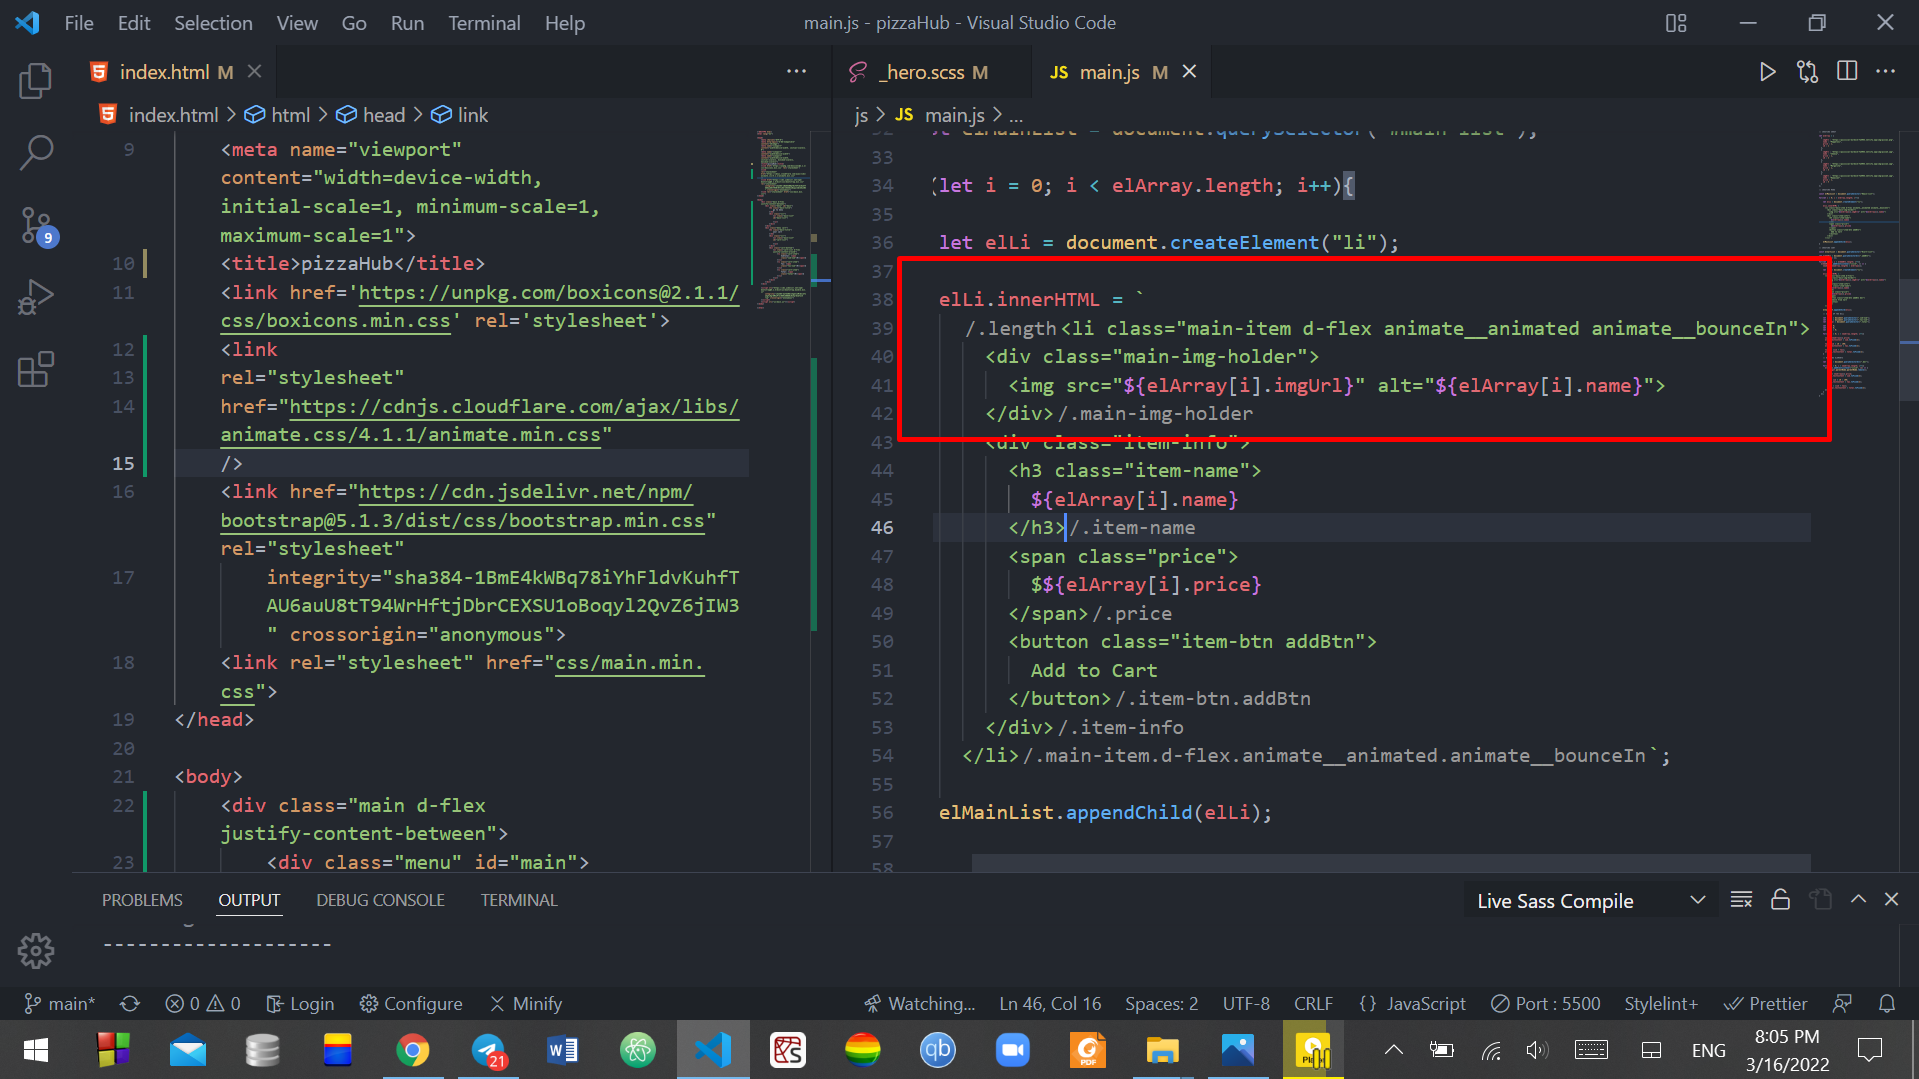 File Edit Selection View Go Run Terminal Help
main.js - pizzaHub - Visual Studio Code
index.html M
_hero.scss M
JS main.js M
index.html > html > head > link
js > JS main.js > ...
9 <meta name="viewport"
content="width=device-width,
initial-scale=1, minimum-scale=1,
maximum-scale=1">
10 <title>pizzaHub</title>
11 <link href='https://unpkg.com/boxicons@2.1.1/
css/boxicons.min.css' rel='stylesheet'>
12 <link
13 rel="stylesheet"
14 href="https://cdnjs.cloudflare.com/ajax/libs/
animate.css/4.1.1/animate.min.css"
15 />
16 <link href="https://cdn.jsdelivr.net/npm/
bootstrap@5.1.3/dist/css/bootstrap.min.css"
rel="stylesheet"
17 integrity="sha384-1BmE4kWBq78iYhFldvKuhfT
AU6auU8tT94WrHftjDbrCEXSU1oBoqyl2QvZ6jIW3
" crossorigin="anonymous">
18 <link rel="stylesheet" href="css/main.min.
css">
19 </head>
20
21 <body>
22 <div class="main d-flex
justify-content-between">
23 <div class="menu" id="main">
32 elMainList = document.querySelector("#main-list");
33
34 (let i = 0; i < elArray.length; i++){
35
36 let elLi = document.createElement("li");
37
38 elLi.innerHTML = `
39 /.length<li class="main-item d-flex animate__animated animate__bounceIn">
40 <div class="main-img-holder">
41 <img src="${elArray[i].imgUrl}" alt="${elArray[i].name}">
42 </div>/.main-img-holder
43 <div class="item-info">
44 <h3 class="item-name">
45 ${elArray[i].name}
46 </h3>/.item-name
47 <span class="price">
48 $${elArray[i].price}
49 </span>/.price
50 <button class="item-btn addBtn">
51 Add to Cart
52 </button>/.item-btn.addBtn
53 </div>/.item-info
54 </li>/.main-item.d-flex.animate__animated.animate__bounceIn`;
55
56 elMainList.appendChild(elLi);
57
58
9
PROBLEMS OUTPUT DEBUG CONSOLE TERMINAL
Live Sass Compile
--------------------
main* 0 0 Login Configure Minify
Watching... Ln 46, Col 16 Spaces: 2 UTF-8 CRLF {} JavaScript Port : 5500 Stylelint+ Prettier
21
W
qb
PDF
ENG
8:05 PM
3/16/2022